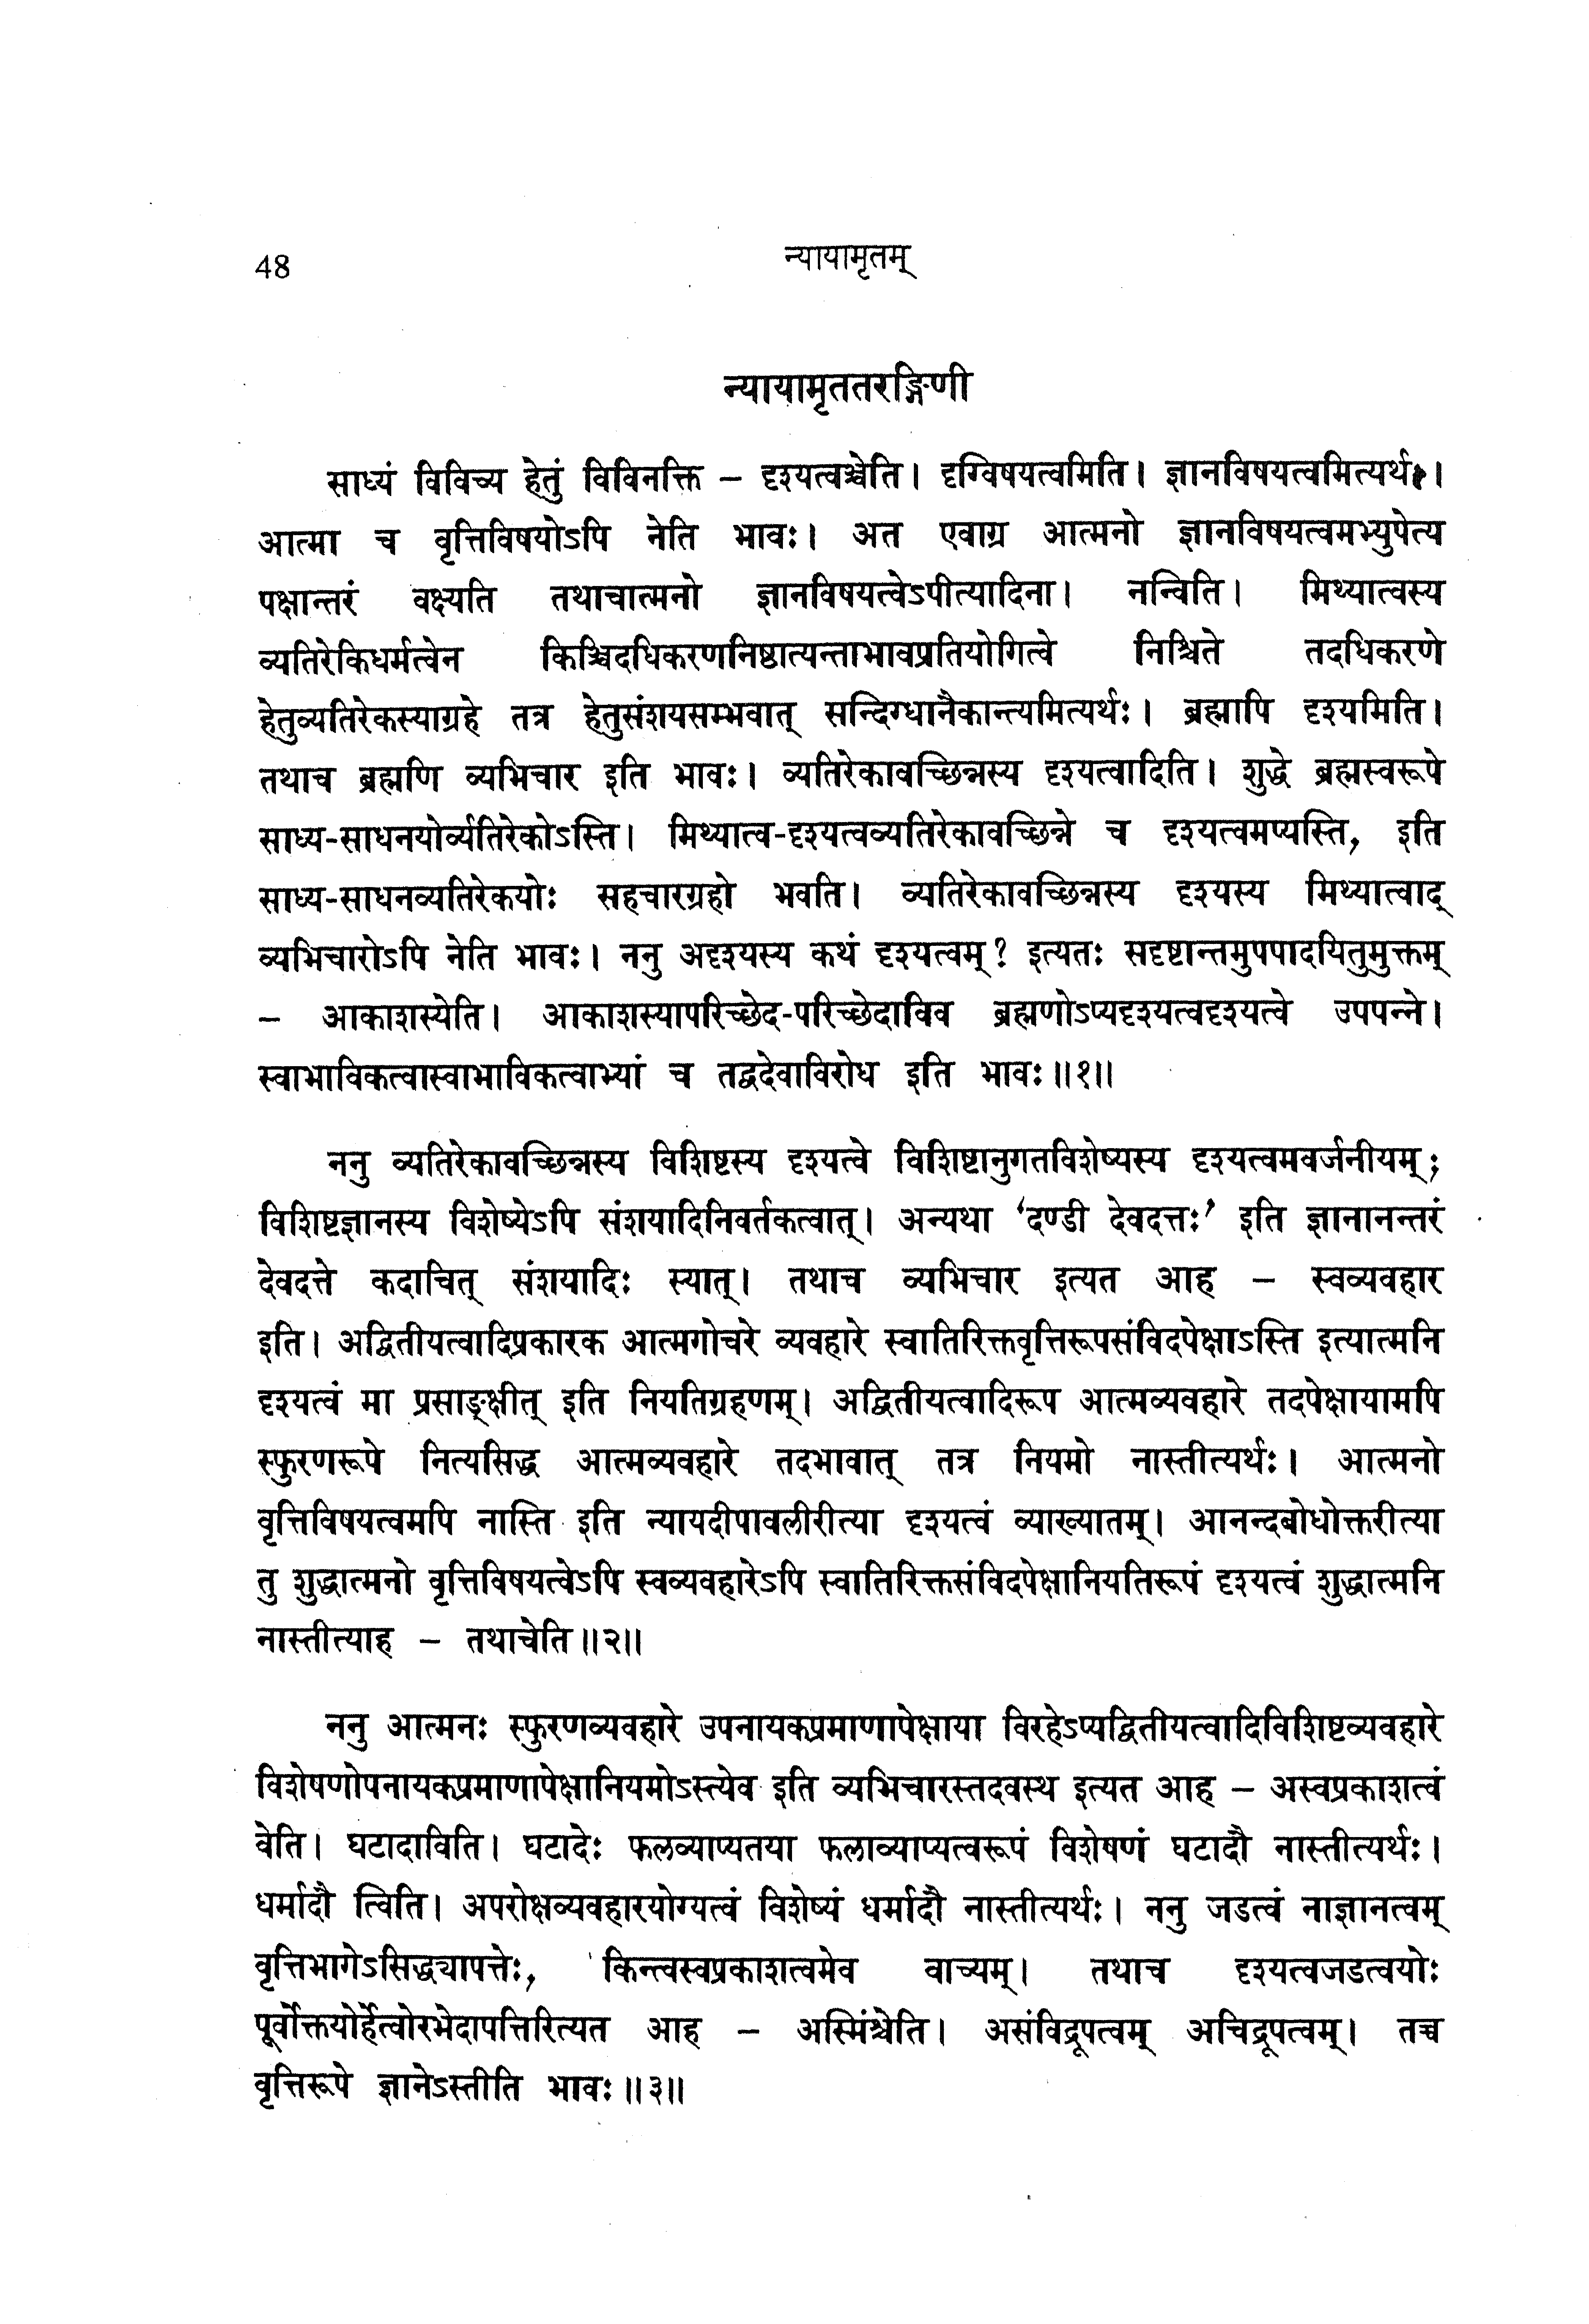 48
न्यायामृतम्
न्यायामृततरङ्गिणी
साध्यं विविच्य हेतुं विविनक्ति – दृश्यत्वञ्चेति। दृग्विषयत्वमिति। ज्ञानविषयत्वमित्यर्थः।
आत्मा च वृत्तिविषयोऽपि नेति भावः। अत एवाग्र आत्मनो ज्ञानविषयत्वमभ्युपेत्य
पक्षान्तरं वक्ष्यति तथाचात्मनो ज्ञानविषयत्वेऽपीत्यादिना। नन्विति। मिथ्यात्वस्य
व्यतिरेकिधर्मत्वेन किञ्चिदधिकरणनिष्ठात्यन्ताभावप्रतियोगित्वे निश्चिते तदधिकरणे
हेतुव्यतिरेकस्याग्रहे तत्र हेतुसंशयसम्भवात् सन्दिग्धानैकान्त्यमित्यर्थः। ब्रह्मापि दृश्यमिति।
तथाच ब्रह्मणि व्यभिचार इति भावः। व्यतिरेकावच्छिन्नस्य दृश्यत्वादिति। शुद्धे ब्रह्मस्वरूपे
साध्य-साधनयोर्व्यतिरेकोऽस्ति। मिथ्यात्व-दृश्यत्वव्यतिरेकावच्छिन्ने च दृश्यत्वमप्यस्ति, इति
साध्य-साधनव्यतिरेकयोः सहचारग्रहो भवति। व्यतिरेकावच्छिन्नस्य दृश्यस्य मिथ्यात्वाद्
व्यभिचारोऽपि नेति भावः। ननु अदृश्यस्य कथं दृश्यत्वम्? इत्यतः सदृष्टान्तमुपपादयितुमुक्तम्
– आकाशस्येति। आकाशस्यापरिच्छेद-परिच्छेदाविव ब्रह्मणोऽप्यदृश्यत्वदृश्यत्वे उपपन्ने।
स्वाभाविकत्वास्वाभाविकत्वाभ्यां च तद्वदेवाविरोध इति भावः॥१॥
ननु व्यतिरेकावच्छिन्नस्य विशिष्टस्य दृश्यत्वे विशिष्टानुगतविशेष्यस्य दृश्यत्वमवर्जनीयम्;
विशिष्टज्ञानस्य विशेष्येऽपि संशयादिनिवर्तकत्वात्। अन्यथा ‘दण्डी देवदत्तः’ इति ज्ञानानन्तरं
देवदत्ते कदाचित् संशयादिः स्यात्। तथाच व्यभिचार इत्यत आह – स्वव्यवहार
इति। अद्वितीयत्वादिप्रकारक आत्मगोचरे व्यवहारे स्वातिरिक्तवृत्तिरूपसंविदपेक्षाऽस्ति इत्यात्मनि
दृश्यत्वं मा प्रसाङ्क्षीत् इति नियतिग्रहणम्। अद्वितीयत्वादिरूप आत्मव्यवहारे तदपेक्षायामपि
स्फुरणरूपे नित्यसिद्ध आत्मव्यवहारे तदभावात् तत्र नियमो नास्तीत्यर्थः। आत्मनो
वृत्तिविषयत्वमपि नास्ति इति न्यायदीपावलीरीत्या दृश्यत्वं व्याख्यातम्। आनन्दबोधोक्तरीत्या
तु शुद्धात्मनो वृत्तिविषयत्वेऽपि स्वव्यवहारेऽपि स्वातिरिक्तसंविदपेक्षानियतिरूपं दृश्यत्वं शुद्धात्मनि
नास्तीत्याह – तथाचेति॥२॥
ननु आत्मनः स्फुरणव्यवहारे उपनायकप्रमाणापेक्षाया विरहेऽप्यद्वितीयत्वादिविशिष्टव्यवहारे
विशेषणोपनायकप्रमाणापेक्षानियमोऽस्त्येव इति व्यभिचारस्तदवस्थ इत्यत आह – अस्वप्रकाशत्वं
वेति। घटादाविति। घटादेः फलव्याप्यतया फलाव्याप्यत्वरूपं विशेषणं घटादौ नास्तीत्यर्थः।
धर्मादौ त्विति। अपरोक्षव्यवहारयोग्यत्वं विशेष्यं धर्मादौ नास्तीत्यर्थः। ननु जडत्वं नाज्ञानत्वम्
वृत्तिभागेऽसिद्ध्यापत्तेः, किन्त्वस्वप्रकाशत्वमेव वाच्यम्। तथाच दृश्यत्वजडत्वयोः
पूर्वोक्तयोर्हेत्वोरभेदापत्तिरित्यत आह – अस्मिंश्चेति। असंविद्रूपत्वम् अचिद्रूपत्वम्। तच्च
वृत्तिरूपे ज्ञानेऽस्तीति भावः॥३॥